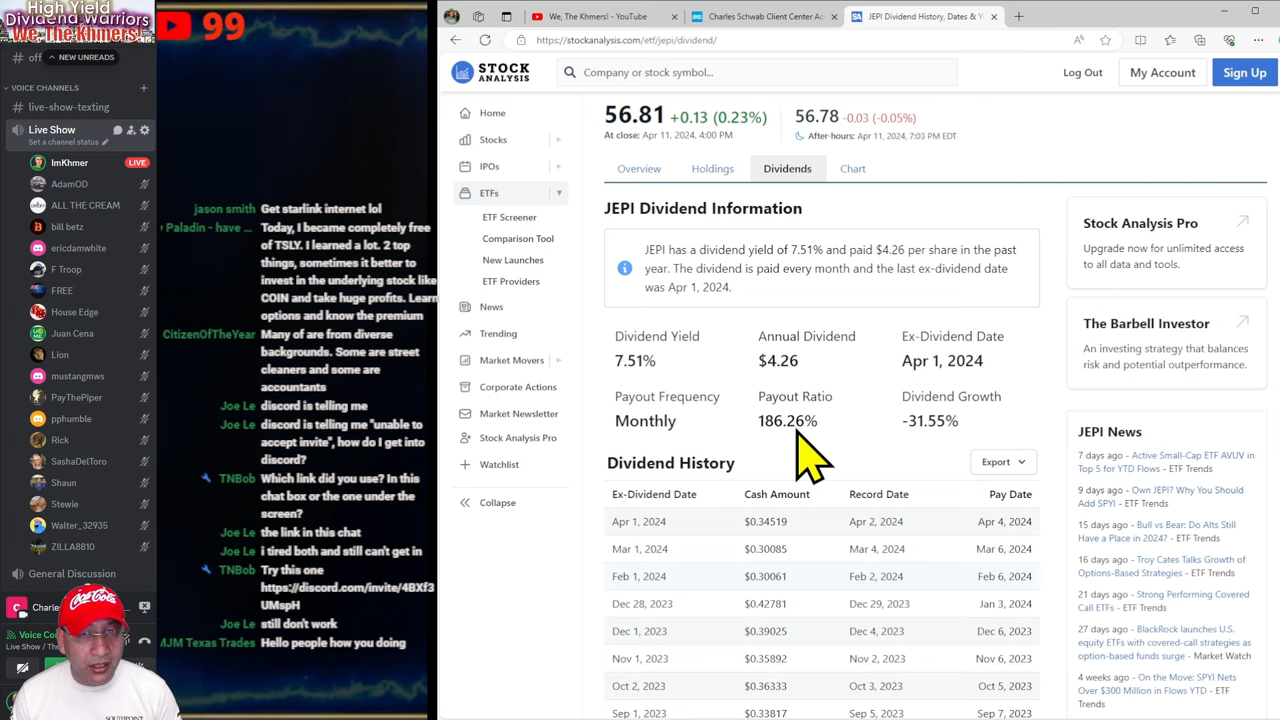 High Yield
Dividend Warriors
We, The Khmers!
# off
NEW UNREADS
VOICE CHANNELS
live-show-texting
Live Show
Set a channel status
ImKhmer
LIVE
AdamOD
ALL THE CREAM
bill betz
ericdamwhite
F Troop
FREE
House Edge
Juan Cena
Lion
mustangmws
PayThePiper
pphumble
Rick
SashaDelToro
Shaun
Stewie
Walter_32935
ZILLA8810
General Discussion
Charle
Voice Co
SOUTHPOINT
99
jason smith Get starlink internet lol
Paladin - have ... Today, I became completely free
of TSLY. I learned a lot. 2 top
things, sometimes it better to
invest in the underlying stock like
COIN and take huge profits. Learn
options and know the premium
CitizenOfTheYear Many of are from diverse
backgrounds. Some are street
cleaners and some are
accountants
Joe Le discord is telling me
Joe Le discord is telling me "unable to
accept invite", how do I get into
discord?
TNBob Which link did you use? In this
chat box or the one under the
screen?
Joe Le the link in this chat
Joe Le i tired both and still can't get in
TNBob Try this one
https://discord.com/invite/4BXf3
UMspH
Joe Le still don't work
MJM Texas Trades Hello people how you doing
We, The Khmers! - YouTube
Charles Schwab Client Center Ac
SA JEPI Dividend History, Dates & Y
https://stockanalysis.com/etf/jepi/dividend/
STOCK
ANALYSIS
Company or stock symbol...
Log Out
My Account
Sign Up
Home
Stocks
IPOs
ETFs
ETF Screener
Comparison Tool
New Launches
ETF Providers
News
Trending
Market Movers
Corporate Actions
Market Newsletter
Stock Analysis Pro
Watchlist
Collapse
56.81 +0.13 (0.23%)
At close: Apr 11, 2024, 4:00 PM
56.78 -0.03 (-0.05%)
After-hours: Apr 11, 2024, 7:03 PM EDT
Overview
Holdings
Dividends
Chart
JEPI Dividend Information
JEPI has a dividend yield of 7.51% and paid $4.26 per share in the past
year. The dividend is paid every month and the last ex-dividend date
was Apr 1, 2024.
Dividend Yield
7.51%
Annual Dividend
$4.26
Ex-Dividend Date
Apr 1, 2024
Payout Frequency
Monthly
Payout Ratio
186.26%
Dividend Growth
-31.55%
Dividend History
Export
Ex-Dividend Date Cash Amount Record Date Pay Date
Apr 1, 2024 $0.34519 Apr 2, 2024 Apr 4, 2024
Mar 1, 2024 $0.30085 Mar 4, 2024 Mar 6, 2024
Feb 1, 2024 $0.30061 Feb 2, 2024 Feb 6, 2024
Dec 28, 2023 $0.42781 Dec 29, 2023 Jan 3, 2024
Dec 1, 2023 $0.39025 Dec 4, 2023 Dec 6, 2023
Nov 1, 2023 $0.35892 Nov 2, 2023 Nov 6, 2023
Oct 2, 2023 $0.36333 Oct 3, 2023 Oct 5, 2023
Sep 1, 2023 $0.33817 Sep 5, 2023 Sep 7, 2023
Stock Analysis Pro
Upgrade now for unlimited access
to all data and tools.
The Barbell Investor
An investing strategy that balances
risk and potential outperformance.
JEPI News
7 days ago - Active Small-Cap ETF AVUV in
Top 5 for YTD Flows - ETF Trends
9 days ago - Own JEPI? Why You Should
Add SPYI - ETF Trends
15 days ago - Bull vs Bear: Do Alts Still
Have a Place in 2024? - ETF Trends
16 days ago - Troy Cates Talks Growth of
Options-Based Strategies - ETF Trends
21 days ago - Strong Performing Covered
Call ETFs - ETF Trends
27 days ago - BlackRock launches U.S.
equity ETFs with covered-call strategies as
option-based funds surge - Market Watch
4 weeks ago - On the Move: SPYI Nets
Over $300 Million in Flows YTD - ETF
Trends